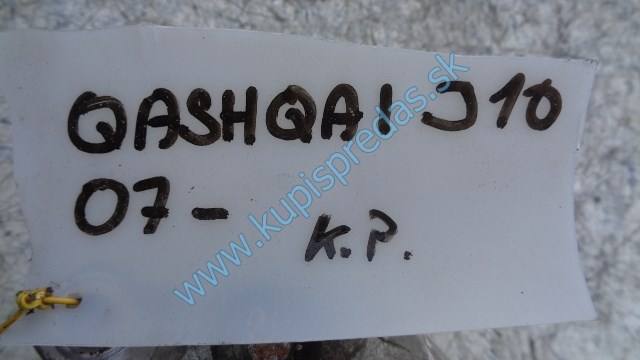 QASHQAI J10
07-
K.P.
www.kupispredas.sk